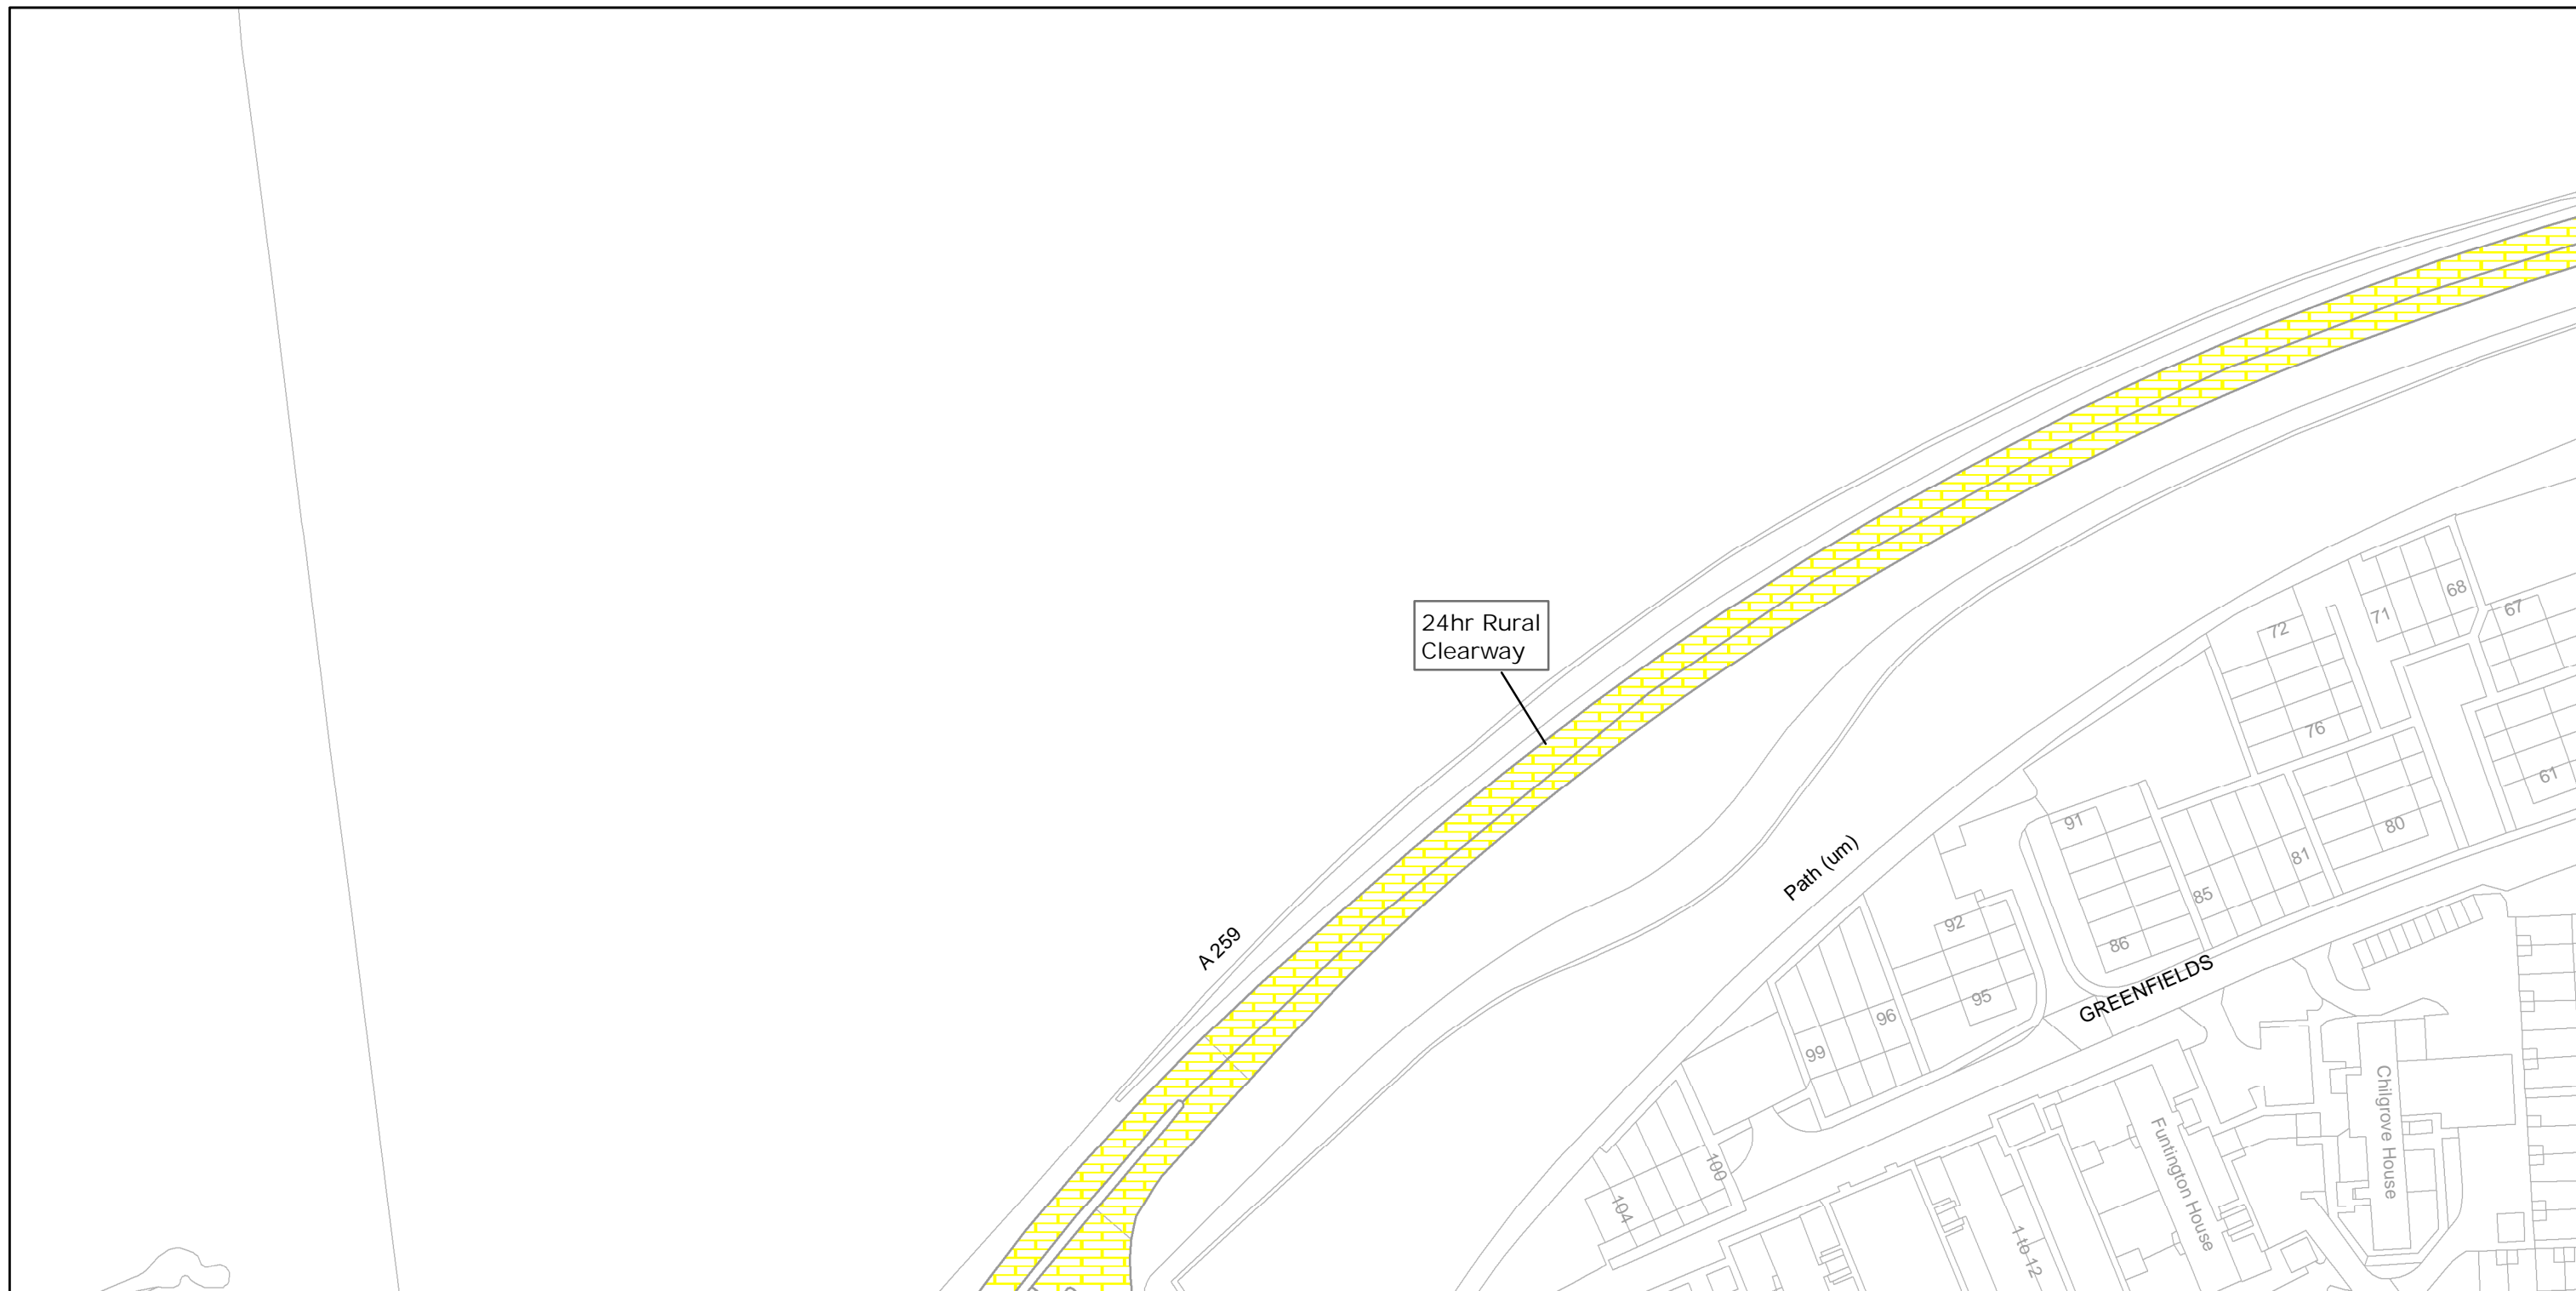 24hr Rural
Clearway
A 259
Path (um)
GREENFIELDS
68
67
71
72
76
61
80
81
85
91
86
92
95
96
99
100
104
1 to 12
Funtington House
Chilgrove House